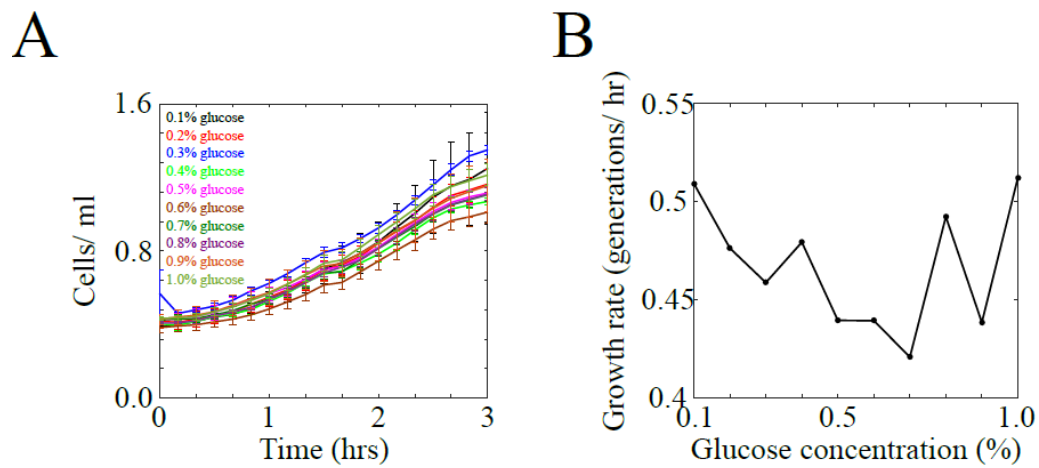 A
Cells/ ml
1.6
0.8
0.0
0.1% glucose
0.2% glucose
0.3% glucose
0.4% glucose
0.5% glucose
0.6% glucose
0.7% glucose
0.8% glucose
0.9% glucose
1.0% glucose
0
1
2
3
Time (hrs)
B
Growth rate (generations/ hr)
0.55
0.5
0.45
0.4
0.1
0.5
1.0
Glucose concentration (%)